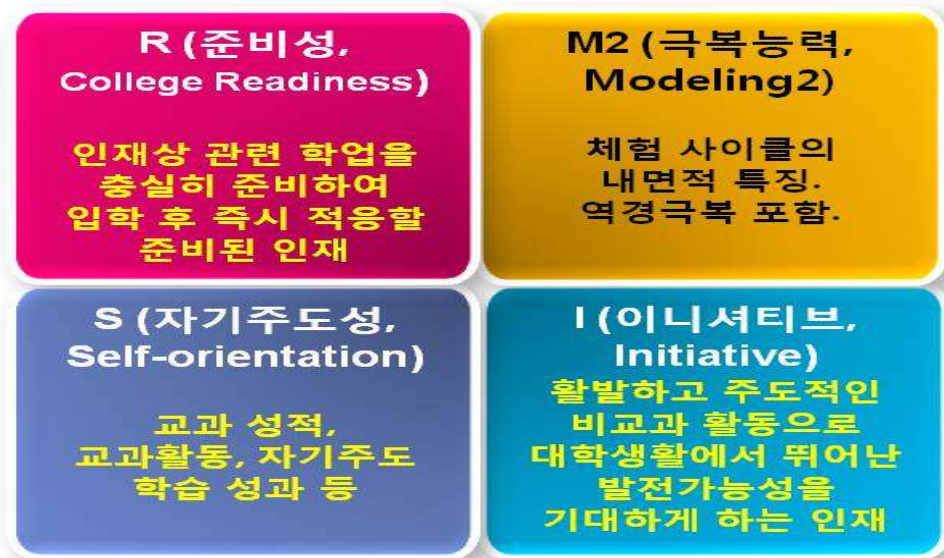 R (준비성,
College Readiness)
인재상 관련 학업을
충실히 준비하여
입학 후 즉시 적응할
준비된 인재
M2 (극복능력,
Modeling2)
체험 사이클의
내면적 특징.
역경극복 포함.
S (자기주도성,
Self-orientation)
교과 성적,
교과활동, 자기주도
학습 성과 등
I (이니셔티브,
Initiative)
활발하고 주도적인
비교과 활동으로
대학생활에서 뛰어난
발전가능성을
기대하게 하는 인재